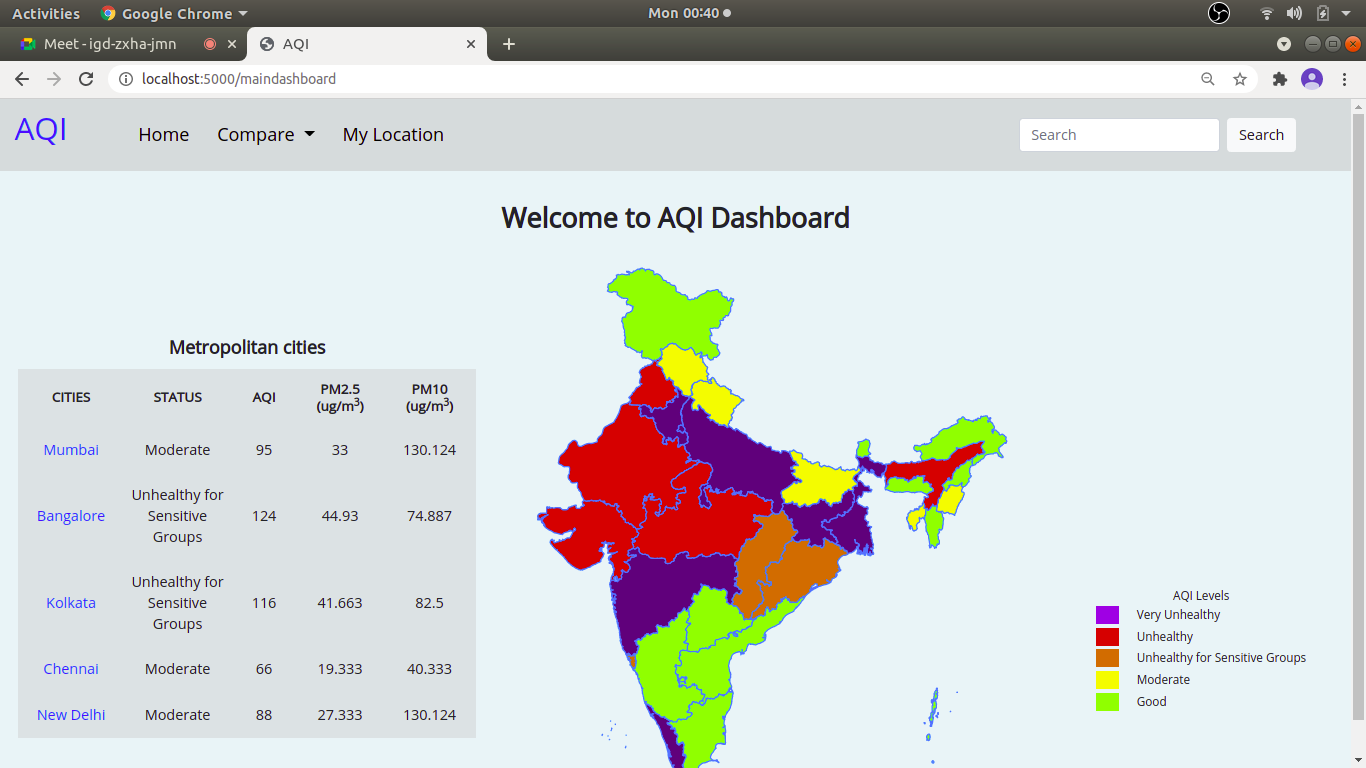 Activities Google Chrome Mon 00:40
Meet - igd-zxha-jmn AQI
localhost:5000/maindashboard
AQI Home Compare My Location Search Search
Welcome to AQI Dashboard
Metropolitan cities
CITIES STATUS AQI PM2.5 (ug/m³) PM10 (ug/m³)
Mumbai Moderate 95 33 130.124
Bangalore Unhealthy for Sensitive Groups 124 44.93 74.887
Kolkata Unhealthy for Sensitive Groups 116 41.663 82.5
Chennai Moderate 66 19.333 40.333
New Delhi Moderate 88 27.333 130.124
AQI Levels
Very Unhealthy
Unhealthy
Unhealthy for Sensitive Groups
Moderate
Good